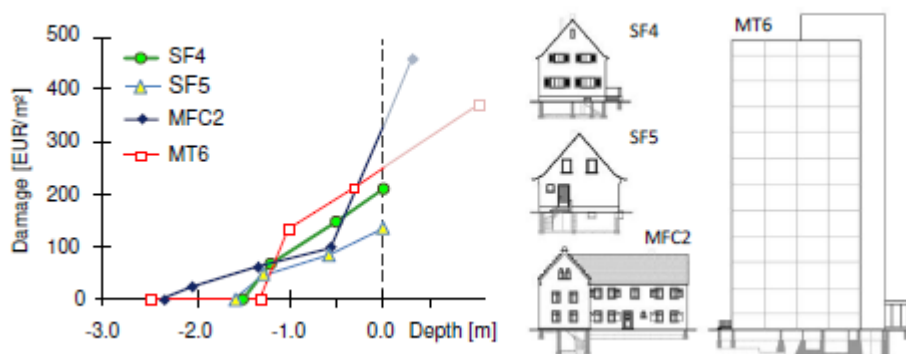 500
400
300
200
100
0
Damage [EUR/m²]
SF4
SF5
MFC2
MT6
-3.0
-2.0
-1.0
0.0
Depth [m]
SF4
SF5
MFC2
MT6